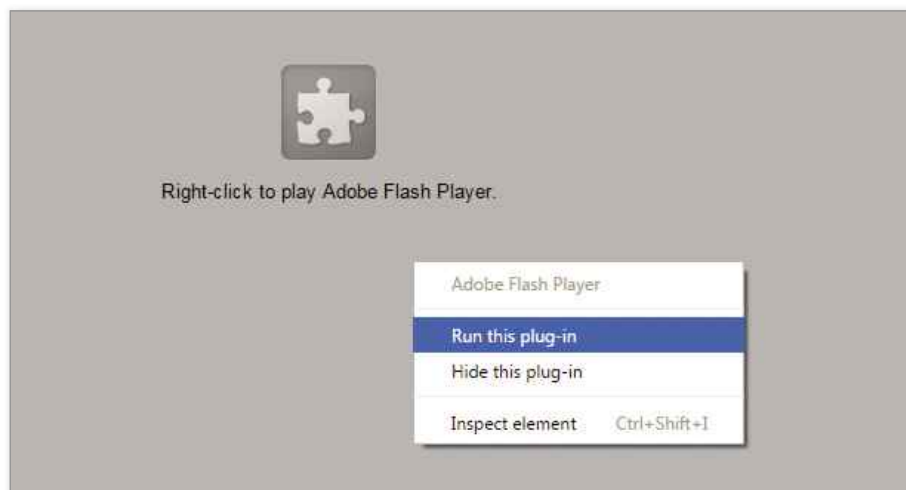 Right-click to play Adobe Flash Player.
Adobe Flash Player
Run this plug-in
Hide this plug-in
Inspect element Ctrl+Shift+I